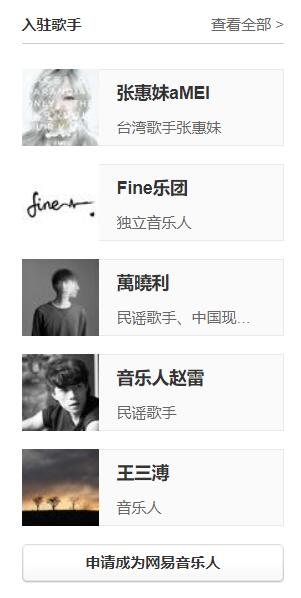 入驻歌手 查看全部 >
张惠妹aMEI
台湾歌手张惠妹
fine
Fine乐团
独立音乐人
萬曉利
民谣歌手、中国现...
音乐人赵雷
民谣歌手
王三溥
音乐人
申请成为网易音乐人